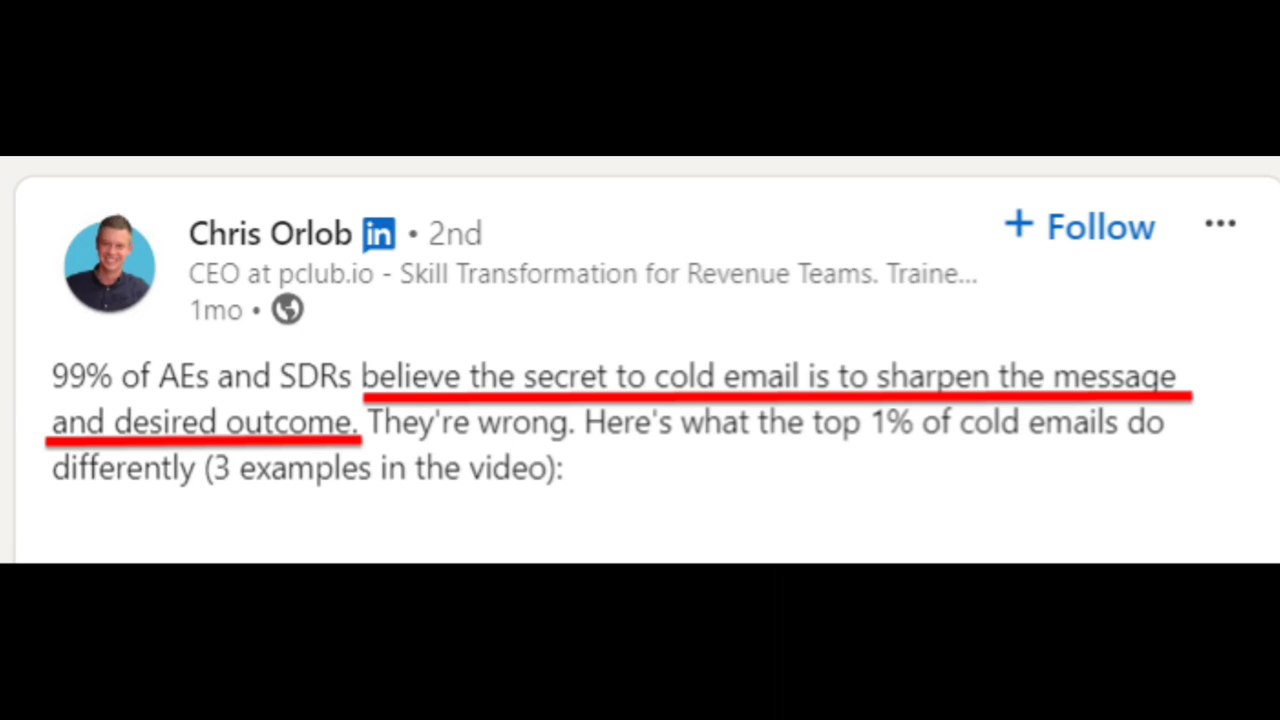 Chris Orlob in • 2nd
+ Follow ...
CEO at pclub.io - Skill Transformation for Revenue Teams. Traine...
1mo •
99% of AEs and SDRs believe the secret to cold email is to sharpen the message
and desired outcome. They're wrong. Here's what the top 1% of cold emails do
differently (3 examples in the video):